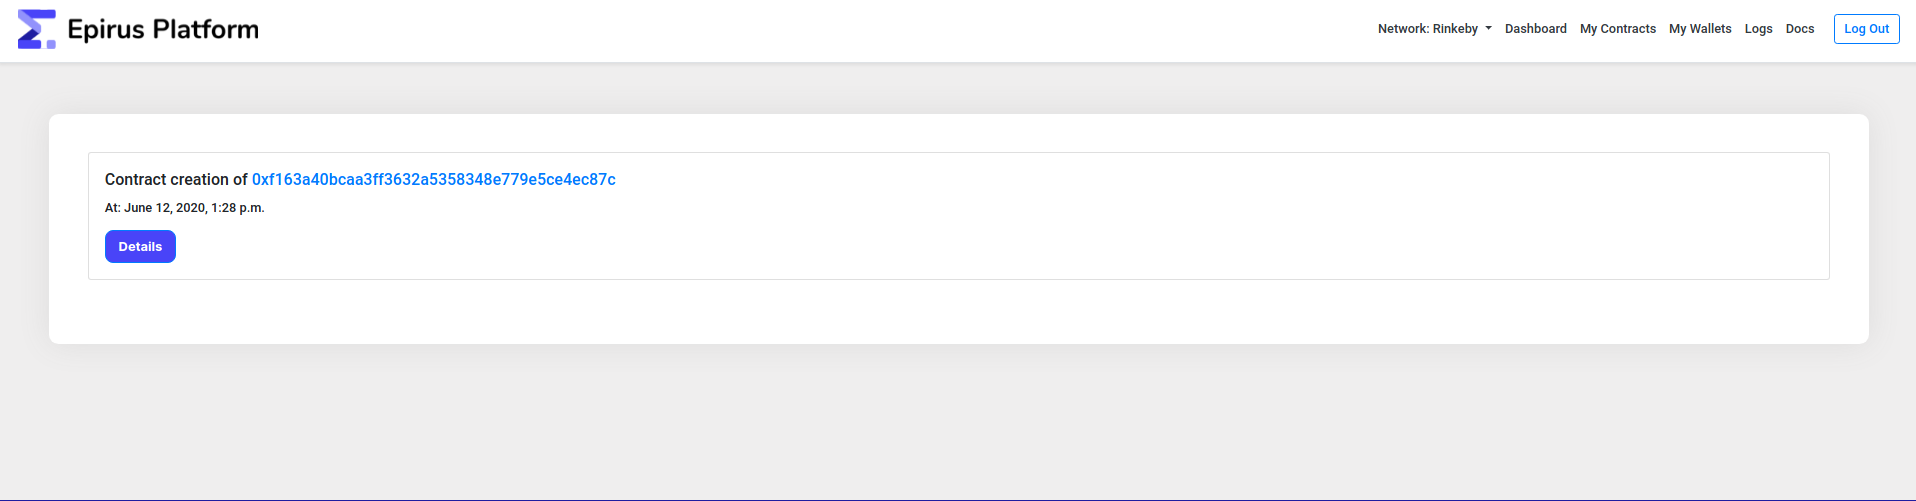 Epirus Platform
Network: Rinkeby Dashboard My Contracts My Wallets Logs Docs Log Out
Contract creation of 0xf163a40bcaa3ff3632a5358348e779e5ce4ec87c
At: June 12, 2020, 1:28 p.m.
Details